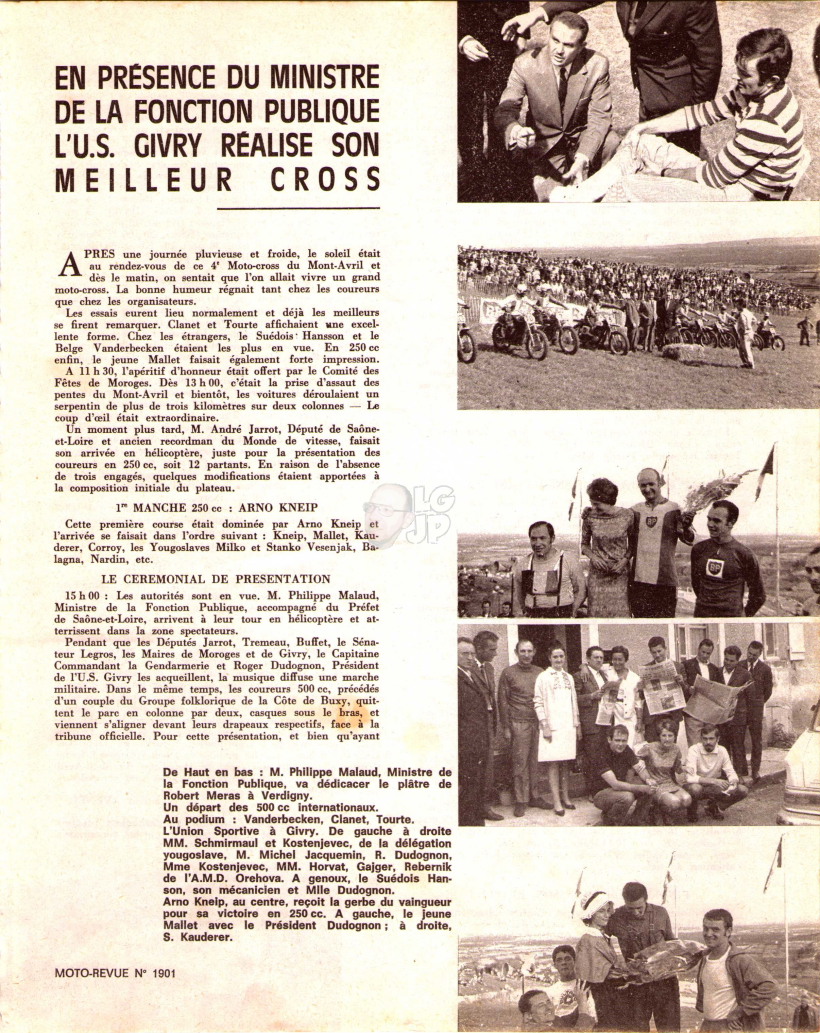 EN PRÉSENCE DU MINISTRE
DE LA FONCTION PUBLIQUE
L'U.S. GIVRY RÉALISE SON
MEILLEUR CROSS
APRES une journée pluvieuse et froide, le soleil était
au rendez-vous de ce 4e Moto-cross du Mont-Avril et
dès le matin, on sentait que l'on allait vivre un grand
moto-cross. La bonne humeur régnait tant chez les coureurs
que chez les organisateurs.
Les essais eurent lieu normalement et déjà les meilleurs
se firent remarquer. Clanet et Tourte affichaient une excel-
lente forme. Chez les étrangers, le Suédois Hansson et le
Belge Vanderbecken étaient les plus en vue. En 250 cc
enfin, le jeune Mallet faisait également forte impression.
A 11 h 30, l'apéritif d'honneur était offert par le Comité des
Fêtes de Moroges. Dès 13 h 00, c'était la prise d'assaut des
pentes du Mont-Avril et bientôt, les voitures déroulaient un
serpentin de plus de trois kilomètres sur deux colonnes — Le
coup d'œil était extraordinaire.
Un moment plus tard, M. André Jarrot, Député de Saône-
et-Loire et ancien recordman du Monde de vitesse, faisait
son arrivée en hélicoptère, juste pour la présentation des
coureurs en 250 cc, soit 12 partants. En raison de l'absence
de trois engagés, quelques modifications étaient apportées à
la composition initiale du plateau.
1re MANCHE 250 cc : ARNO KNEIP
Cette première course était dominée par Arno Kneip et
l'arrivée se faisait dans l'ordre suivant : Kneip, Mallet, Kau-
derer, Corroy, les Yougoslaves Milko et Stanko Vesenjak, Ba-
lagna, Nardin, etc.
LE CEREMONIAL DE PRESENTATION
15 h 00 : Les autorités sont en vue. M. Philippe Malaud,
Ministre de la Fonction Publique, accompagné du Préfet
de Saône-et-Loire, arrivent à leur tour en hélicoptère et at-
terrissent dans la zone spectateurs.
Pendant que les Députés Jarrot, Tremeau, Buffet, le Séna-
teur Legros, les Maires de Moroges et de Givry, le Capitaine
Commandant la Gendarmerie et Roger Dudognon, Président
de l'U.S. Givry les acqueillent, la musique diffuse une marche
militaire. Dans le même temps, les coureurs 500 cc, précédés
d'un couple du Groupe folklorique de la Côte de Buxy, quit-
tent le parc en colonne par deux, casques sous le bras, et
viennent s'aligner devant leurs drapeaux respectifs, face à la
tribune officielle. Pour cette présentation, et bien qu'ayant
De Haut en bas : M. Philippe Malaud, Ministre de
la Fonction Publique, va dédicacer le plâtre de
Robert Meras à Verdigny.
Un départ des 500 cc internationaux.
Au podium : Vanderbecken, Clanet, Tourte.
L'Union Sportive à Givry. De gauche à droite
MM. Schmirmaul et Kostenjevec, de la délégation
yougoslave, M. Michel Jacquemin, R. Dudognon,
Mme Kostenjevec, MM. Horvat, Gajger, Rebernik
de l'A.M.D. Orehova. A genoux, le Suédois Han-
son, son mécanicien et Mlle Dudognon.
Arno Kneip, au centre, reçoit la gerbe du vainqueur
pour sa victoire en 250 cc. A gauche, le jeune
Mallet avec le Président Dudognon ; à droite,
S. Kauderer.
MOTO-REVUE N° 1901
LG
JP
BP
BP
BP